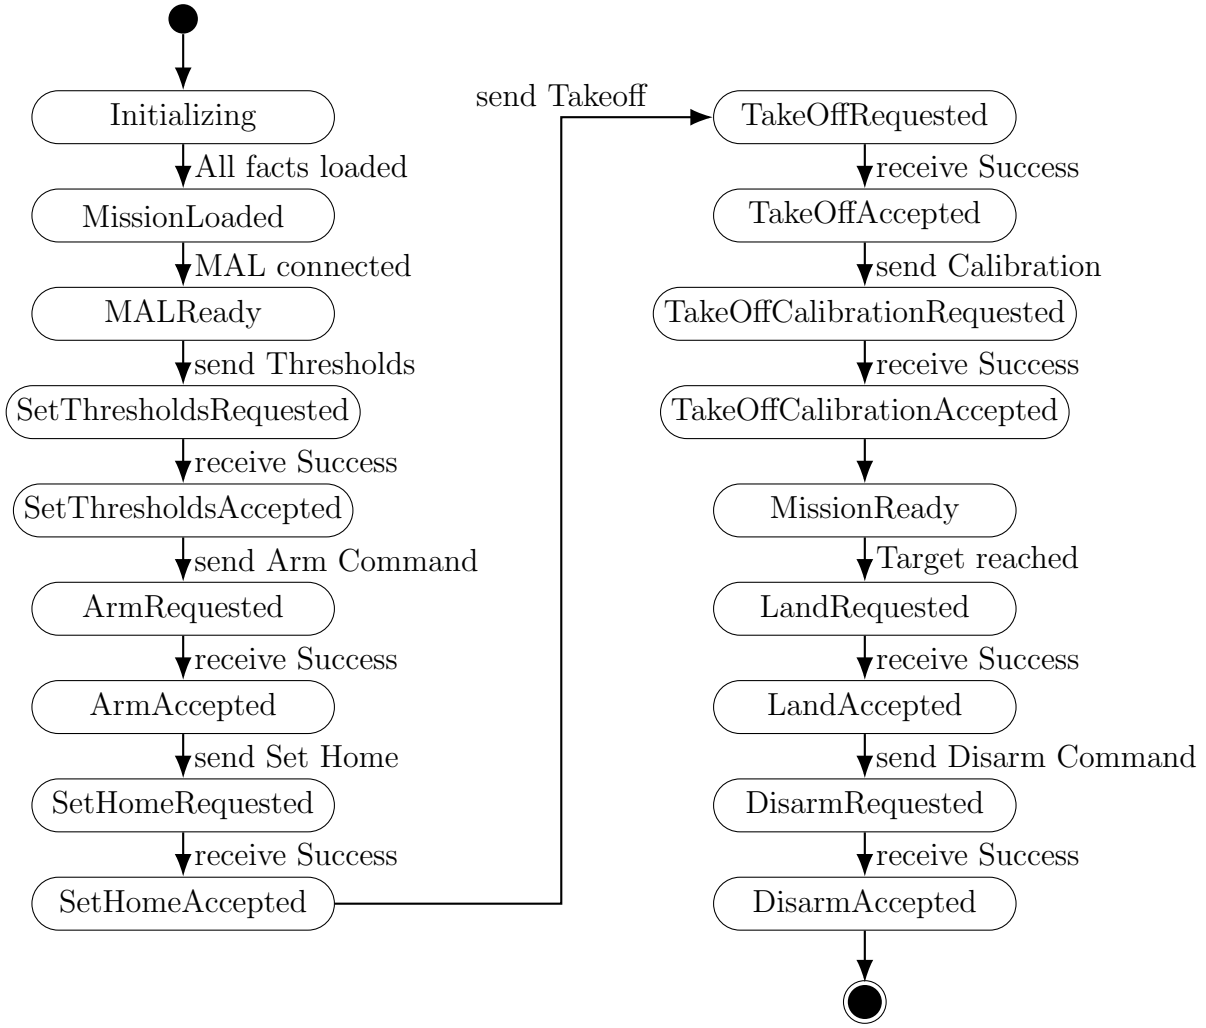 Initializing
All facts loaded
MissionLoaded
MAL connected
MALReady
send Thresholds
SetThresholdsRequested
receive Success
SetThresholdsAccepted
send Arm Command
ArmRequested
receive Success
ArmAccepted
send Set Home
SetHomeRequested
receive Success
SetHomeAccepted
send Takeoff
TakeOffRequested
receive Success
TakeOffAccepted
send Calibration
TakeOffCalibrationRequested
receive Success
TakeOffCalibrationAccepted
MissionReady
Target reached
LandRequested
receive Success
LandAccepted
send Disarm Command
DisarmRequested
receive Success
DisarmAccepted